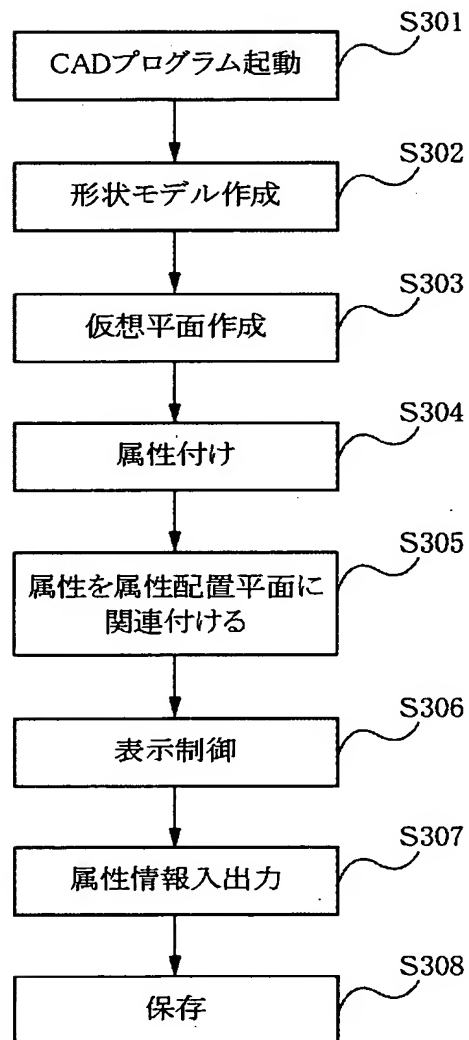 S301
CADプログラム起動
S302
形状モデル作成
S303
仮想平面作成
S304
属性付け
S305
属性を属性配置平面に
関連付ける
S306
表示制御
S307
属性情報入出力
S308
保存